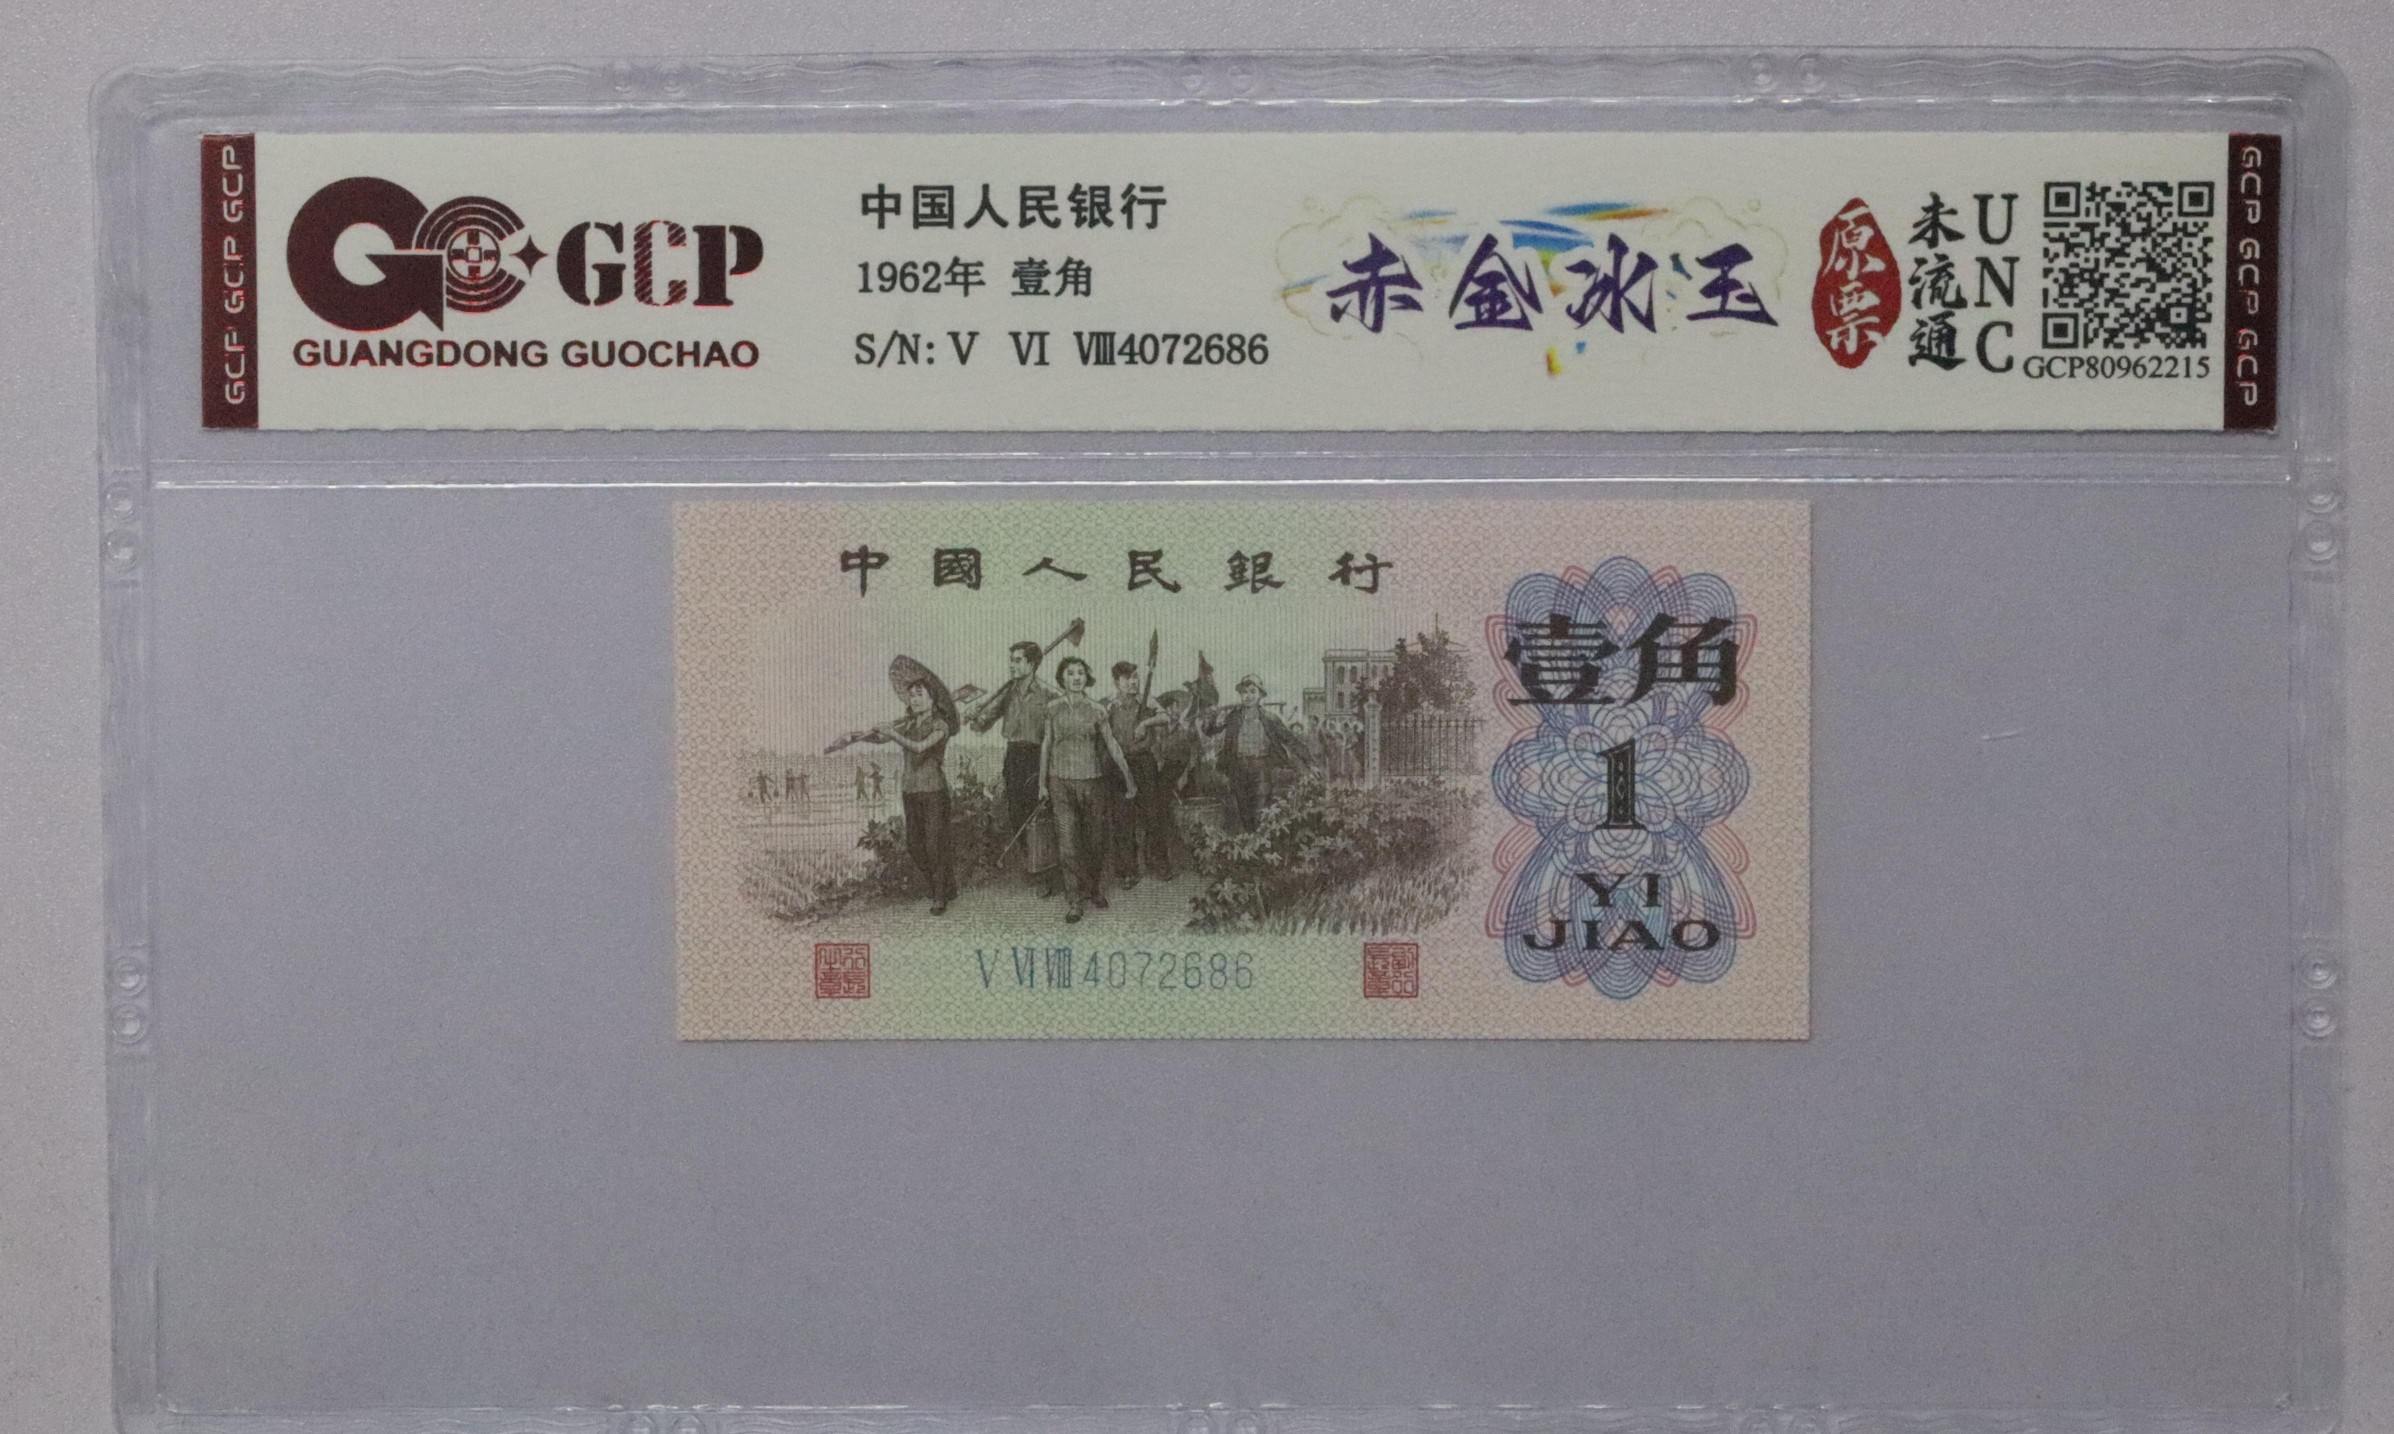 GCP GCP GCP
GCP
GUANGDONG GUOCHAO
中国人民银行
1962年 壹角
S/N: Ⅴ Ⅵ Ⅷ4072686
赤金冰玉
原票
未流通
UNC
GCP80962215
GCP GCP GCP
中國人民銀行
壹角
1
YI
JIAO
Ⅴ Ⅵ Ⅷ 4072686